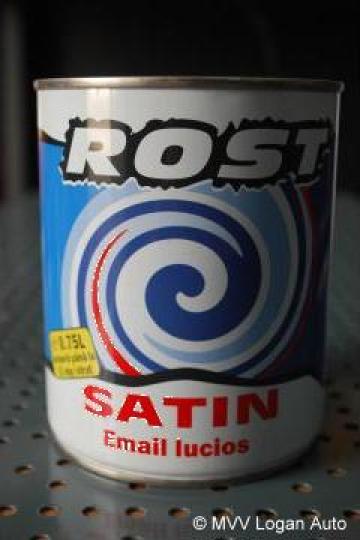 ROST
0.75L
SATIN
Email lucios
© MVV Logan Auto